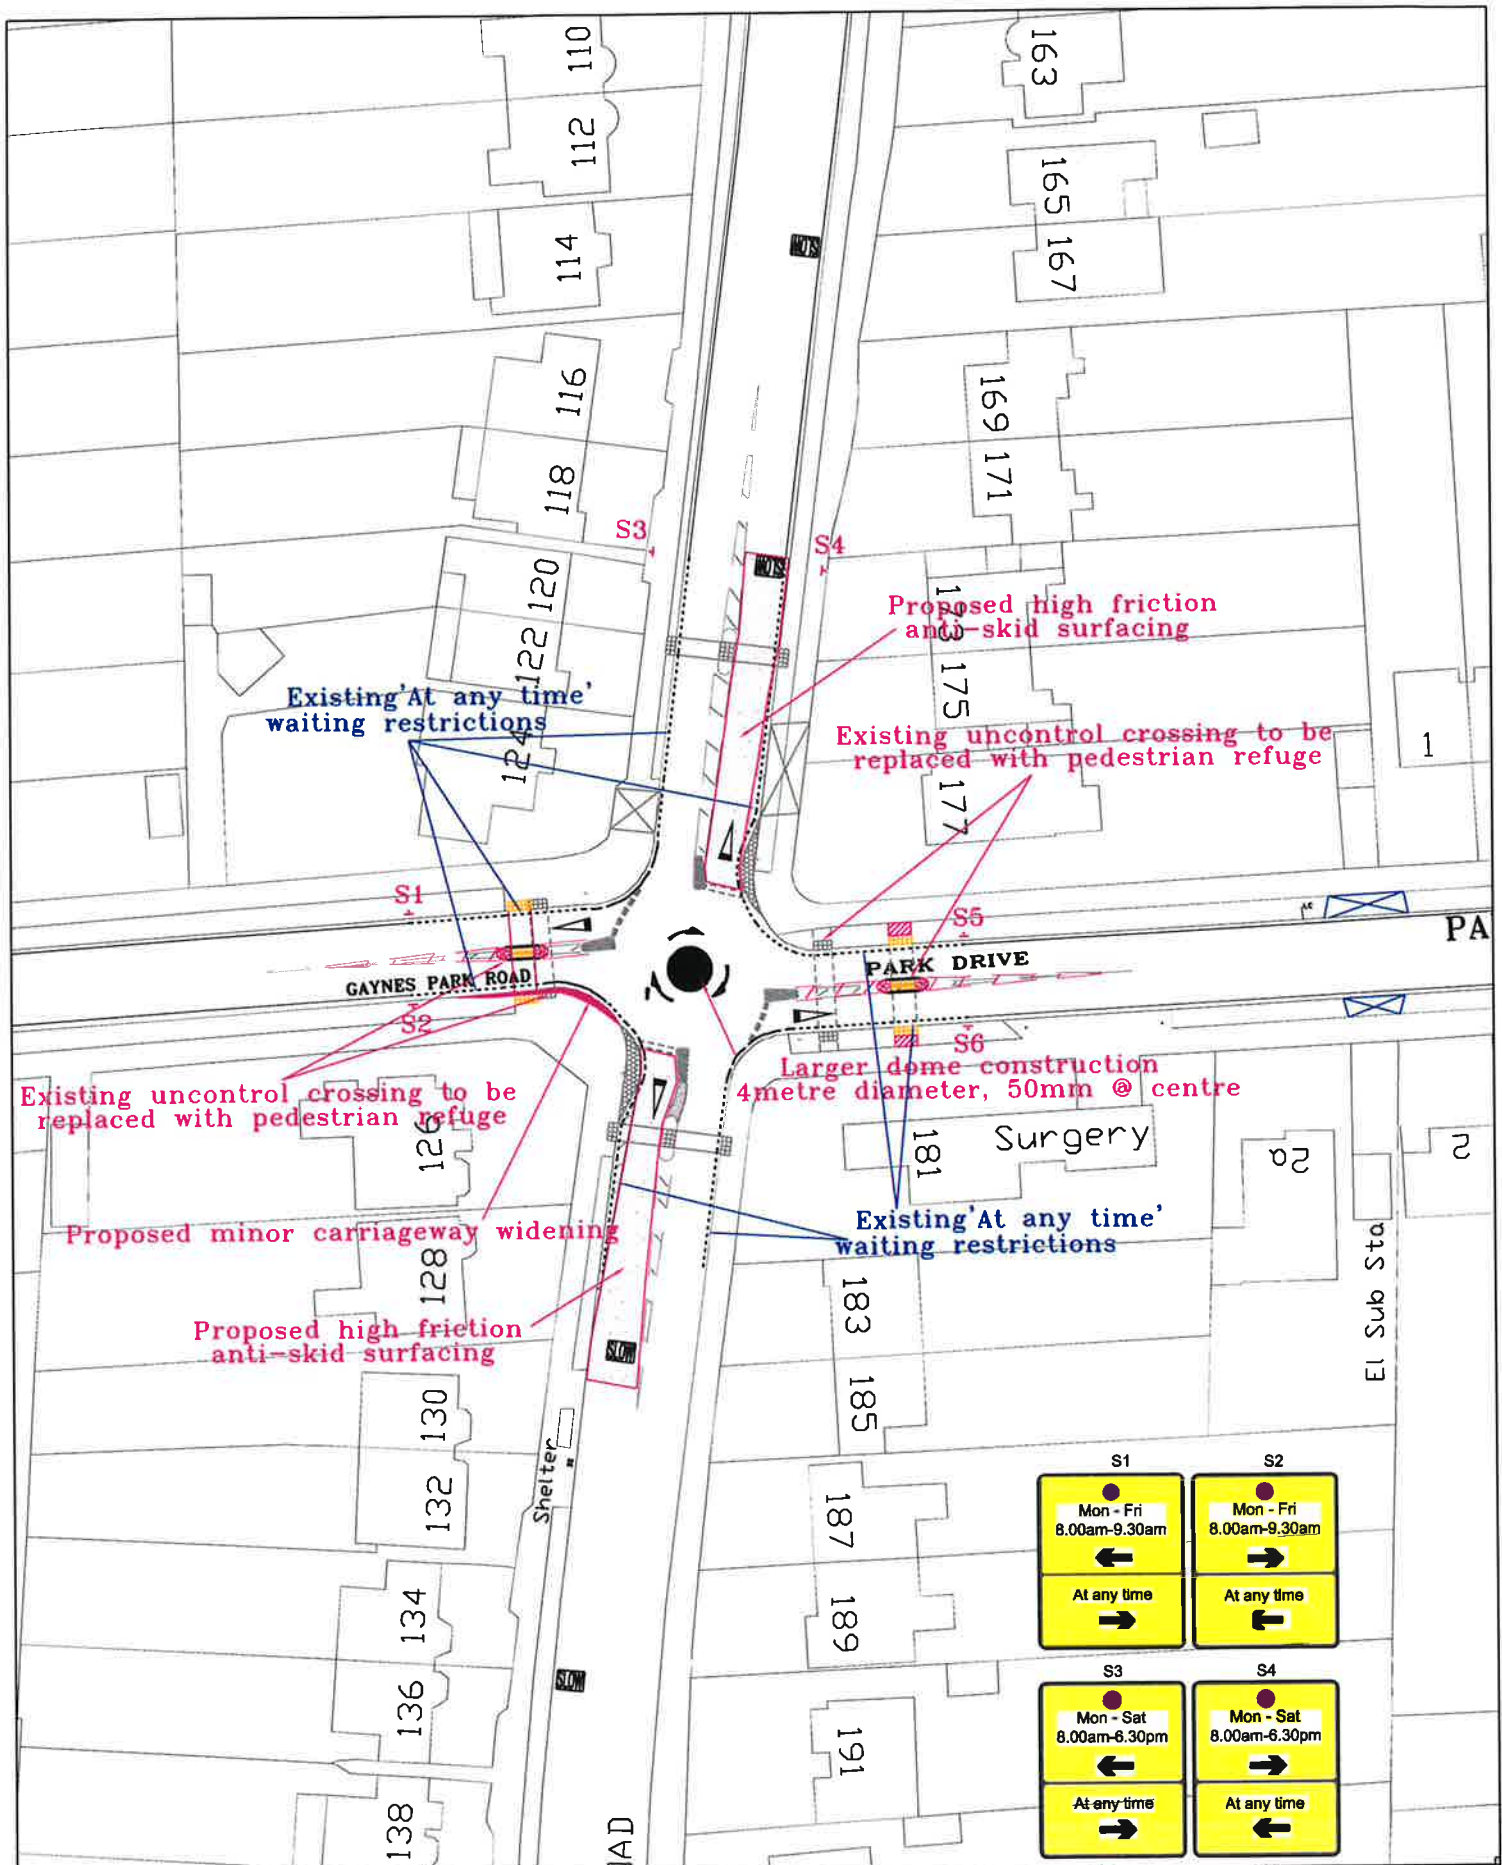 110
163
112
165
114
167
SLOW
116
169
118
171
S3
S4
SLOW
120
173
Proposed high friction
anti-skid surfacing
122
175
Existing 'At any time'
waiting restrictions
124
Existing uncontrol crossing to be
replaced with pedestrian refuge
1
177
S1
S5
PA
PARK DRIVE
GAYNES PARK ROAD
S2
S6
Larger dome construction
4metre diameter, 50mm @ centre
Existing uncontrol crossing to be
replaced with pedestrian refuge
126
181
Surgery
2a
2
Proposed minor carriageway widening
Existing 'At any time'
waiting restrictions
128
183
El Sub Sta
Proposed high friction
anti-skid surfacing
SLOW
130
185
132
Shelter
187
S1
Mon - Fri
8.00am-9.30am
At any time
S2
Mon - Fri
8.00am-9.30am
At any time
134
189
SLOW
136
191
S3
Mon - Sat
8.00am-6.30pm
At any time
S4
Mon - Sat
8.00am-6.30pm
At any time
138